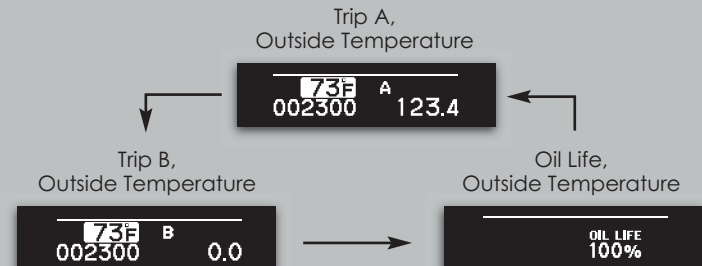 Trip A,
Outside Temperature
73°F A
002300 123.4
Trip B,
Outside Temperature
73°F B
002300 0.0
Oil Life,
Outside Temperature
OIL LIFE
100%